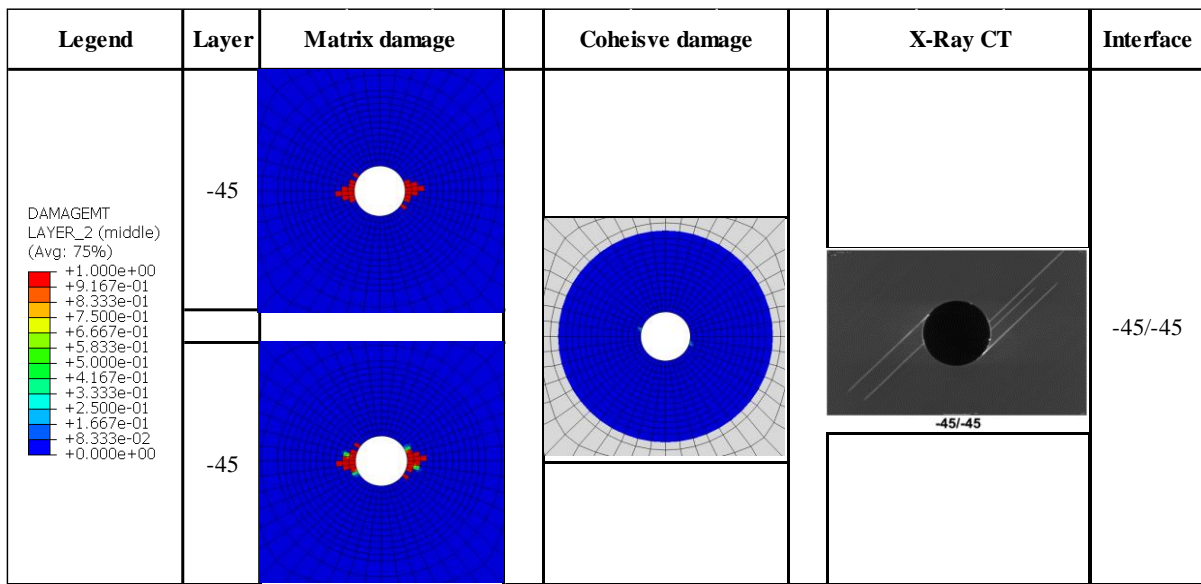 Legend
Layer
Matrix damage
Coheisve damage
X-Ray CT
Interface
DAMAGEMT
LAYER_2 (middle)
(Avg: 75%)
+1.000e+00
+9.167e-01
+8.333e-01
+7.500e-01
+6.667e-01
+5.833e-01
+5.000e-01
+4.167e-01
+3.333e-01
+2.500e-01
+1.667e-01
+8.333e-02
+0.000e+00
-45
-45
-45/-45
-45/-45